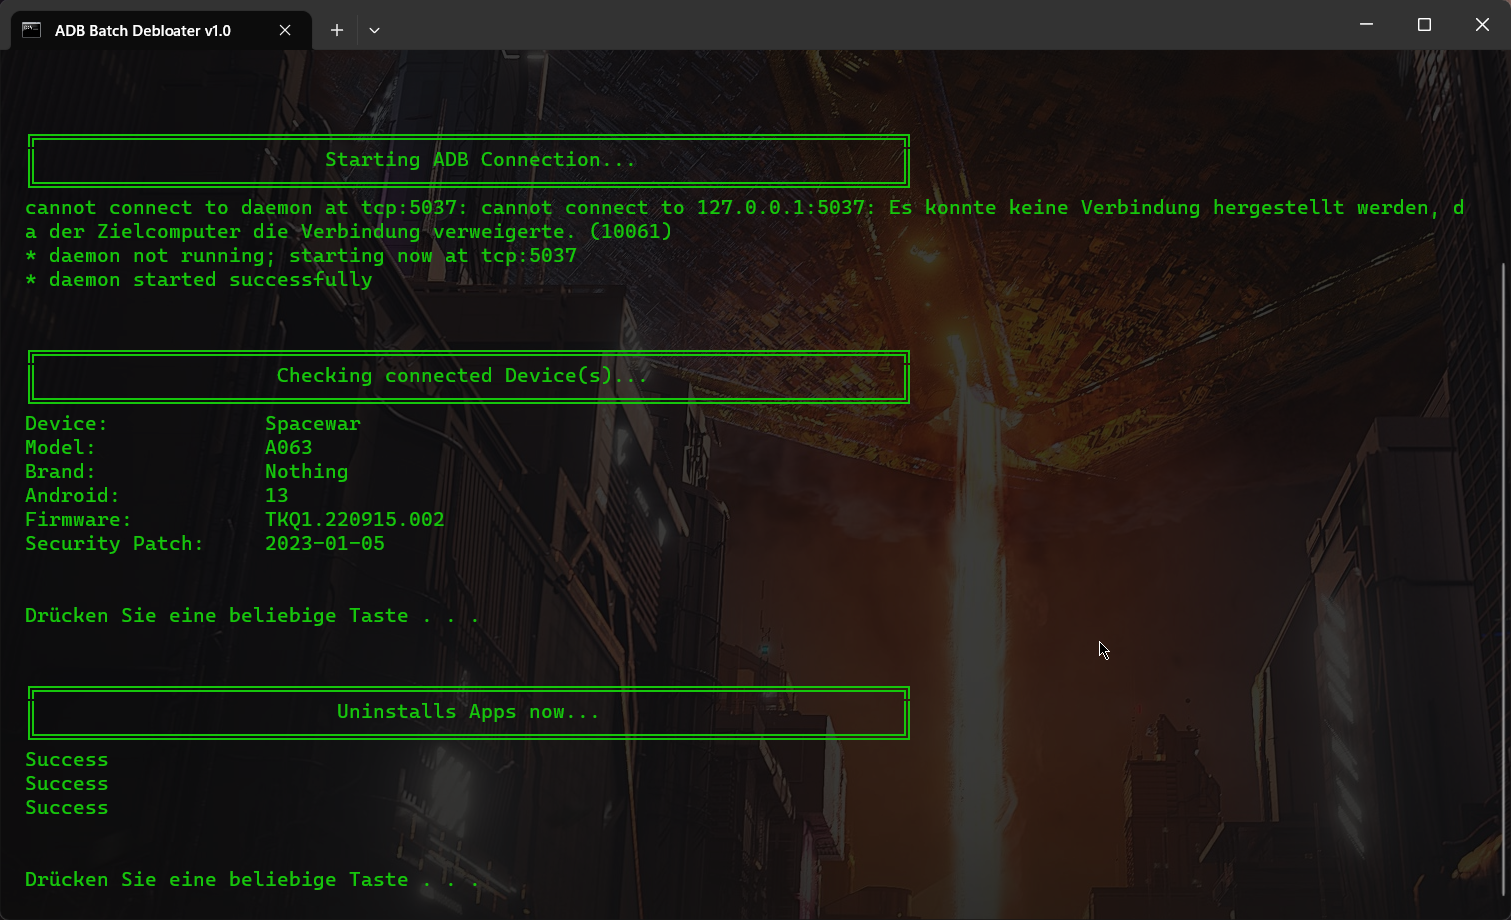 ADB Batch Debloater v1.0
Starting ADB Connection...
cannot connect to daemon at tcp:5037: cannot connect to 127.0.0.1:5037: Es konnte keine Verbindung hergestellt werden, d
a der Zielcomputer die Verbindung verweigerte. (10061)
* daemon not running; starting now at tcp:5037
* daemon started successfully
Checking connected Device(s)...
Device: Spacewar
Model: A063
Brand: Nothing
Android: 13
Firmware: TKQ1.220915.002
Security Patch: 2023-01-05
Drücken Sie eine beliebige Taste . . .
Uninstalls Apps now...
Success
Success
Success
Drücken Sie eine beliebige Taste . . .